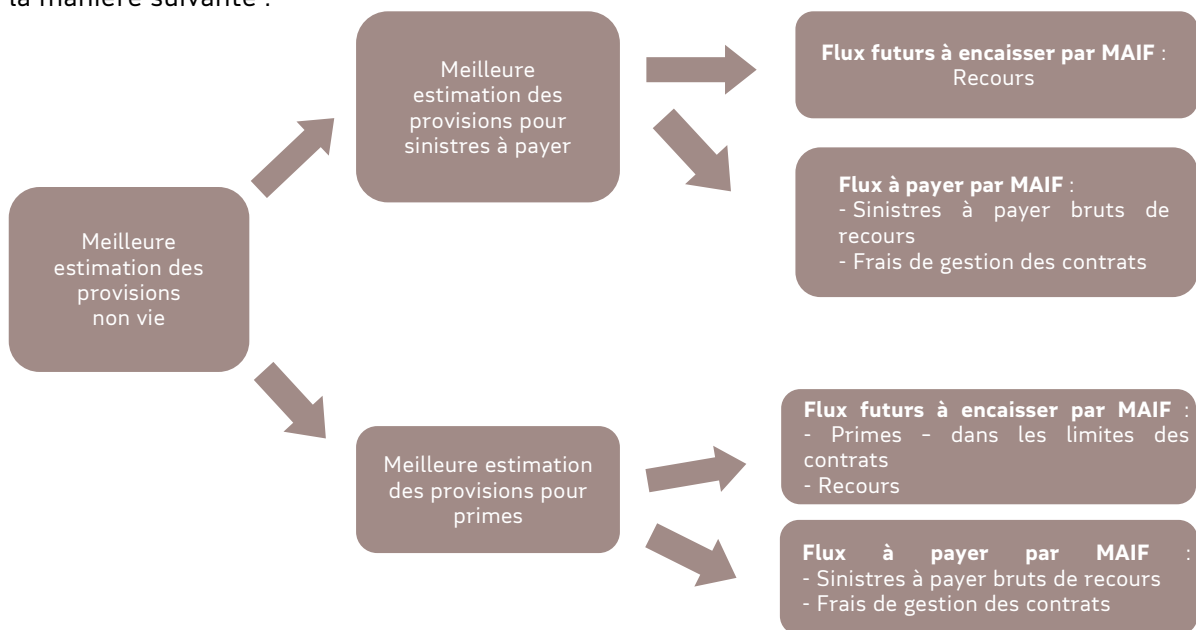 la manière suivante :
Meilleure
estimation des
provisions
non vie
Meilleure
estimation des
provisions pour
sinistres à payer
Flux futurs à encaisser par MAIF :
Recours
Flux à payer par MAIF :
- Sinistres à payer bruts de
recours
- Frais de gestion des contrats
Meilleure estimation
des provisions pour
primes
Flux futurs à encaisser par MAIF :
- Primes – dans les limites des
contrats
- Recours
Flux à payer par MAIF :
- Sinistres à payer bruts de recours
- Frais de gestion des contrats